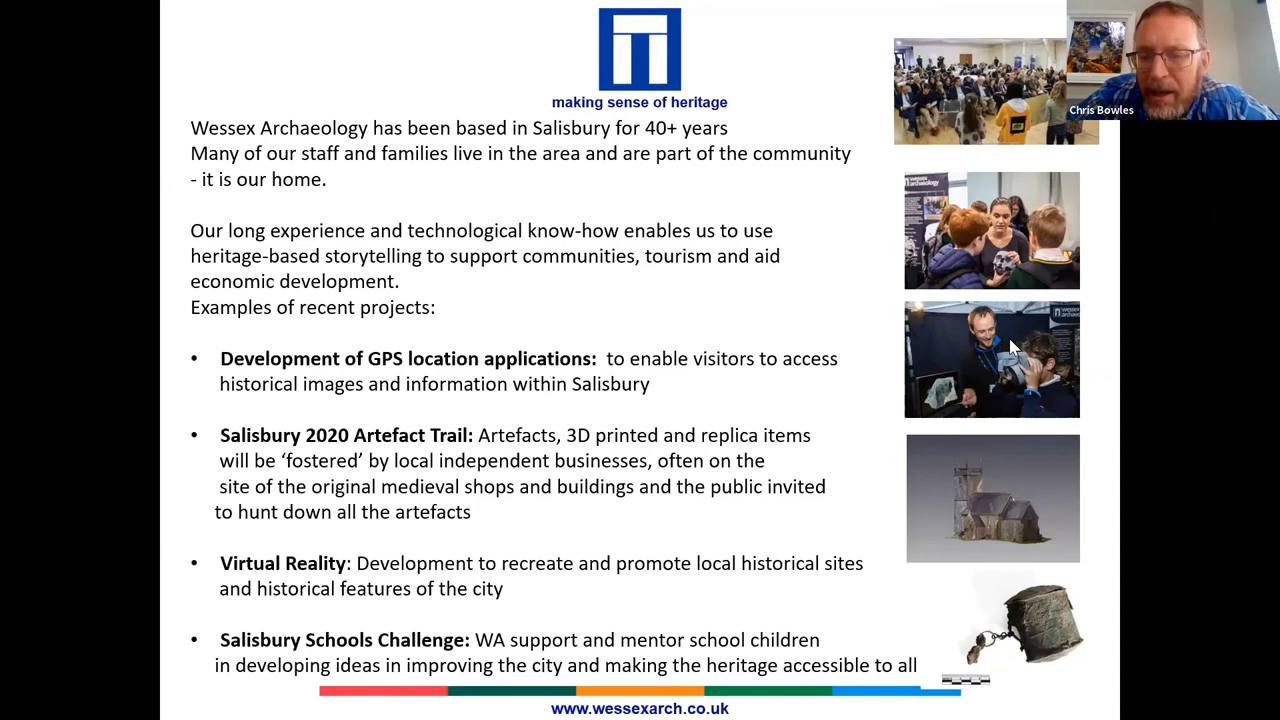 making sense of heritage
Chris Bowles
Wessex Archaeology has been based in Salisbury for 40+ years
Many of our staff and families live in the area and are part of the community
- it is our home.
Our long experience and technological know-how enables us to use
heritage-based storytelling to support communities, tourism and aid
economic development.
Examples of recent projects:
• Development of GPS location applications: to enable visitors to access
historical images and information within Salisbury
• Salisbury 2020 Artefact Trail: Artefacts, 3D printed and replica items
will be ‘fostered’ by local independent businesses, often on the
site of the original medieval shops and buildings and the public invited
to hunt down all the artefacts
• Virtual Reality: Development to recreate and promote local historical sites
and historical features of the city
• Salisbury Schools Challenge: WA support and mentor school children
in developing ideas in improving the city and making the heritage accessible to all
wessex
archaeology
wessex
www.wessexarch.co.uk